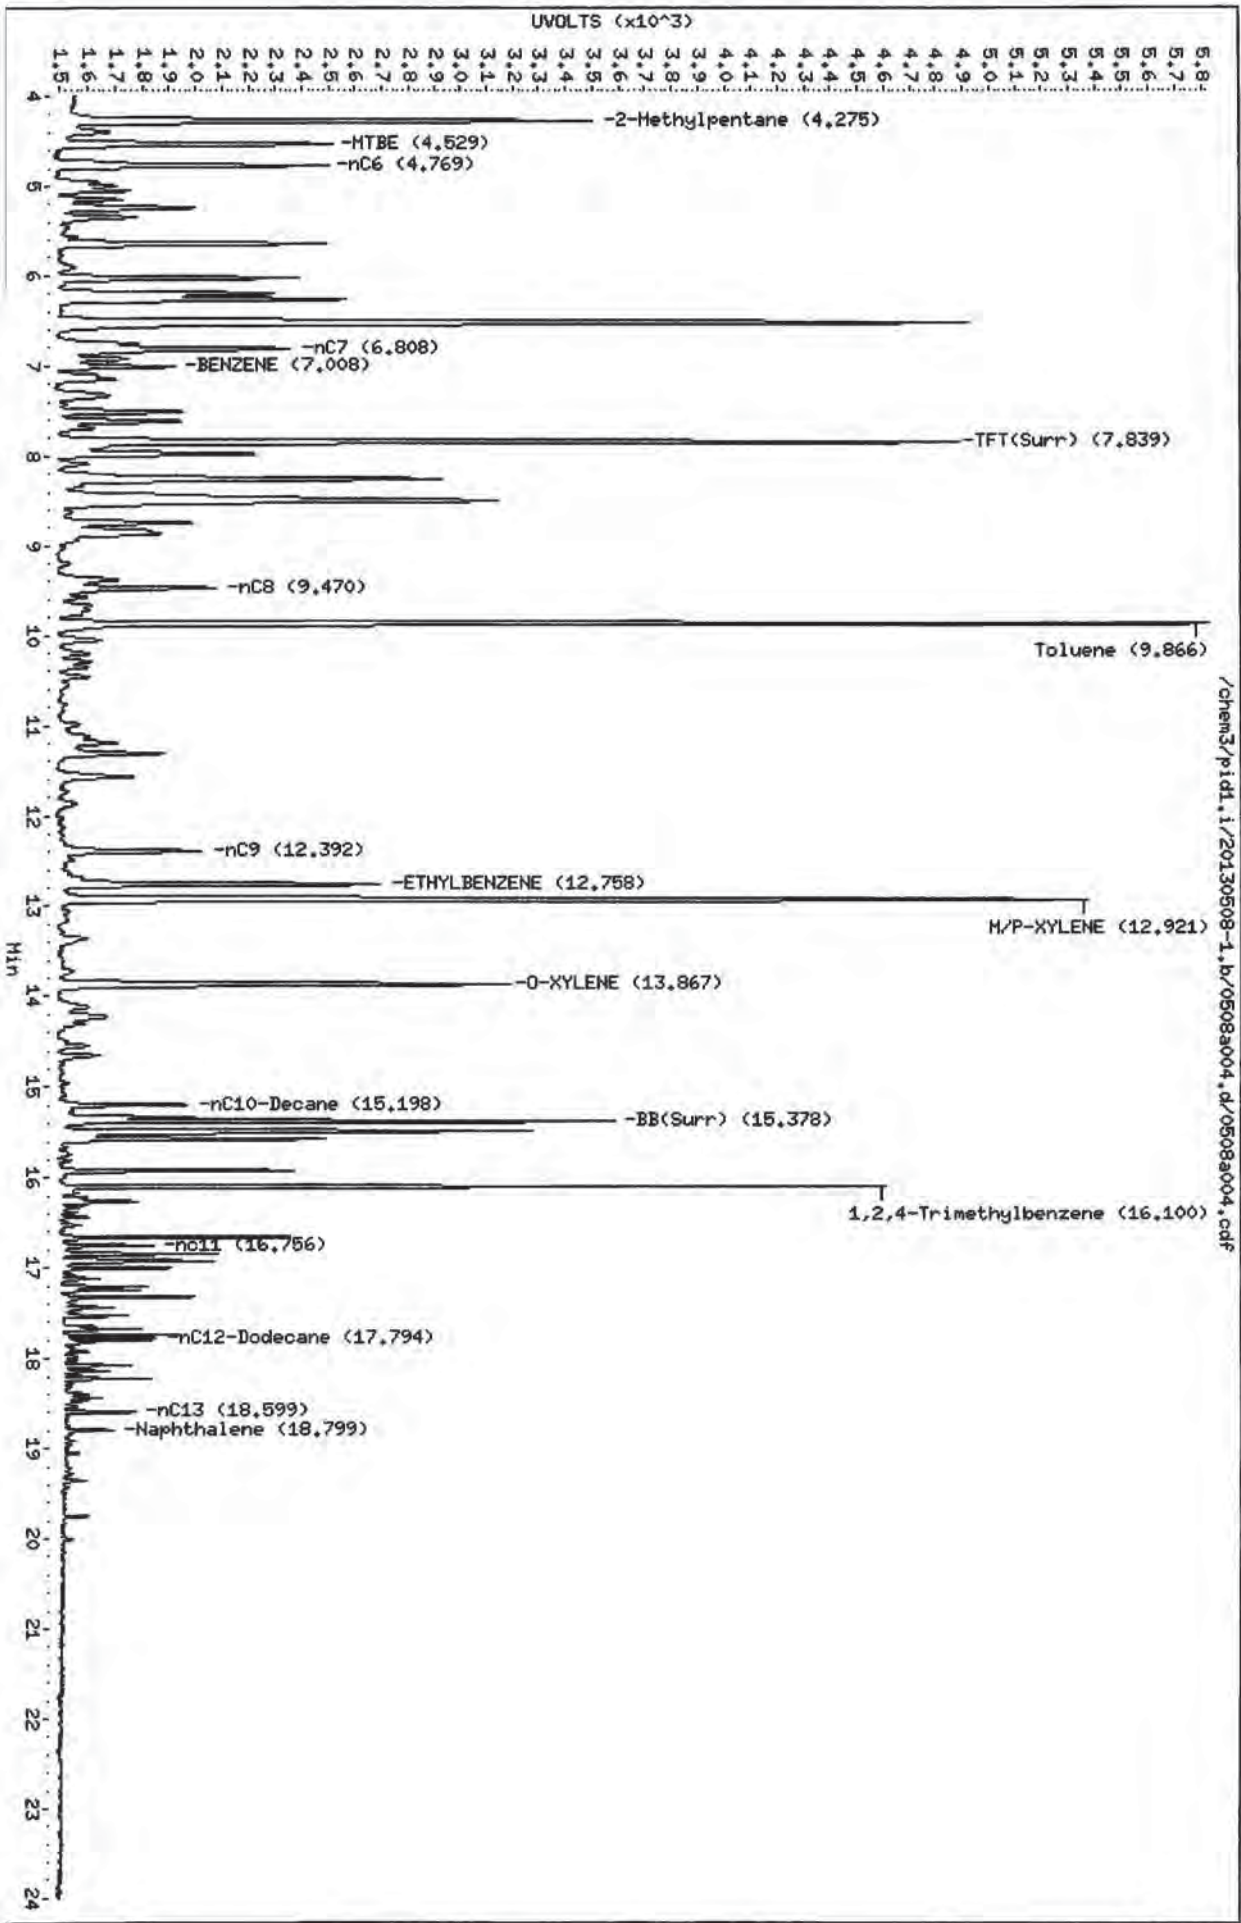 UVOLTS (x10^3)
1.5
1.6
1.7
1.8
1.9
2.0
2.1
2.2
2.3
2.4
2.5
2.6
2.7
2.8
2.9
3.0
3.1
3.2
3.3
3.4
3.5
3.6
3.7
3.8
3.9
4.0
4.1
4.2
4.3
4.4
4.5
4.6
4.7
4.8
4.9
5.0
5.1
5.2
5.3
5.4
5.5
5.6
5.7
5.8
/chem3/pid1.i/20130508-1.b/0508a004.d/0508a004.cdf
-2-Methylpentane (4.275)
-MTBE (4.529)
-nC6 (4.769)
-nC7 (6.808)
-BENZENE (7.008)
-TFT(Surr) (7.839)
-nC8 (9.470)
Toluene (9.866)
-nC9 (12.392)
-ETHYLBENZENE (12.758)
M/P-XYLENE (12.921)
-O-XYLENE (13.867)
-nC10-Decane (15.198)
-BB(Surr) (15.378)
1,2,4-Trimethylbenzene (16.100)
-nc11 (16.756)
-nC12-Dodecane (17.794)
-nC13 (18.599)
-Naphthalene (18.799)
4
5
6
7
8
9
10
11
12
13
14
15
16
17
18
19
20
21
22
23
24
Min